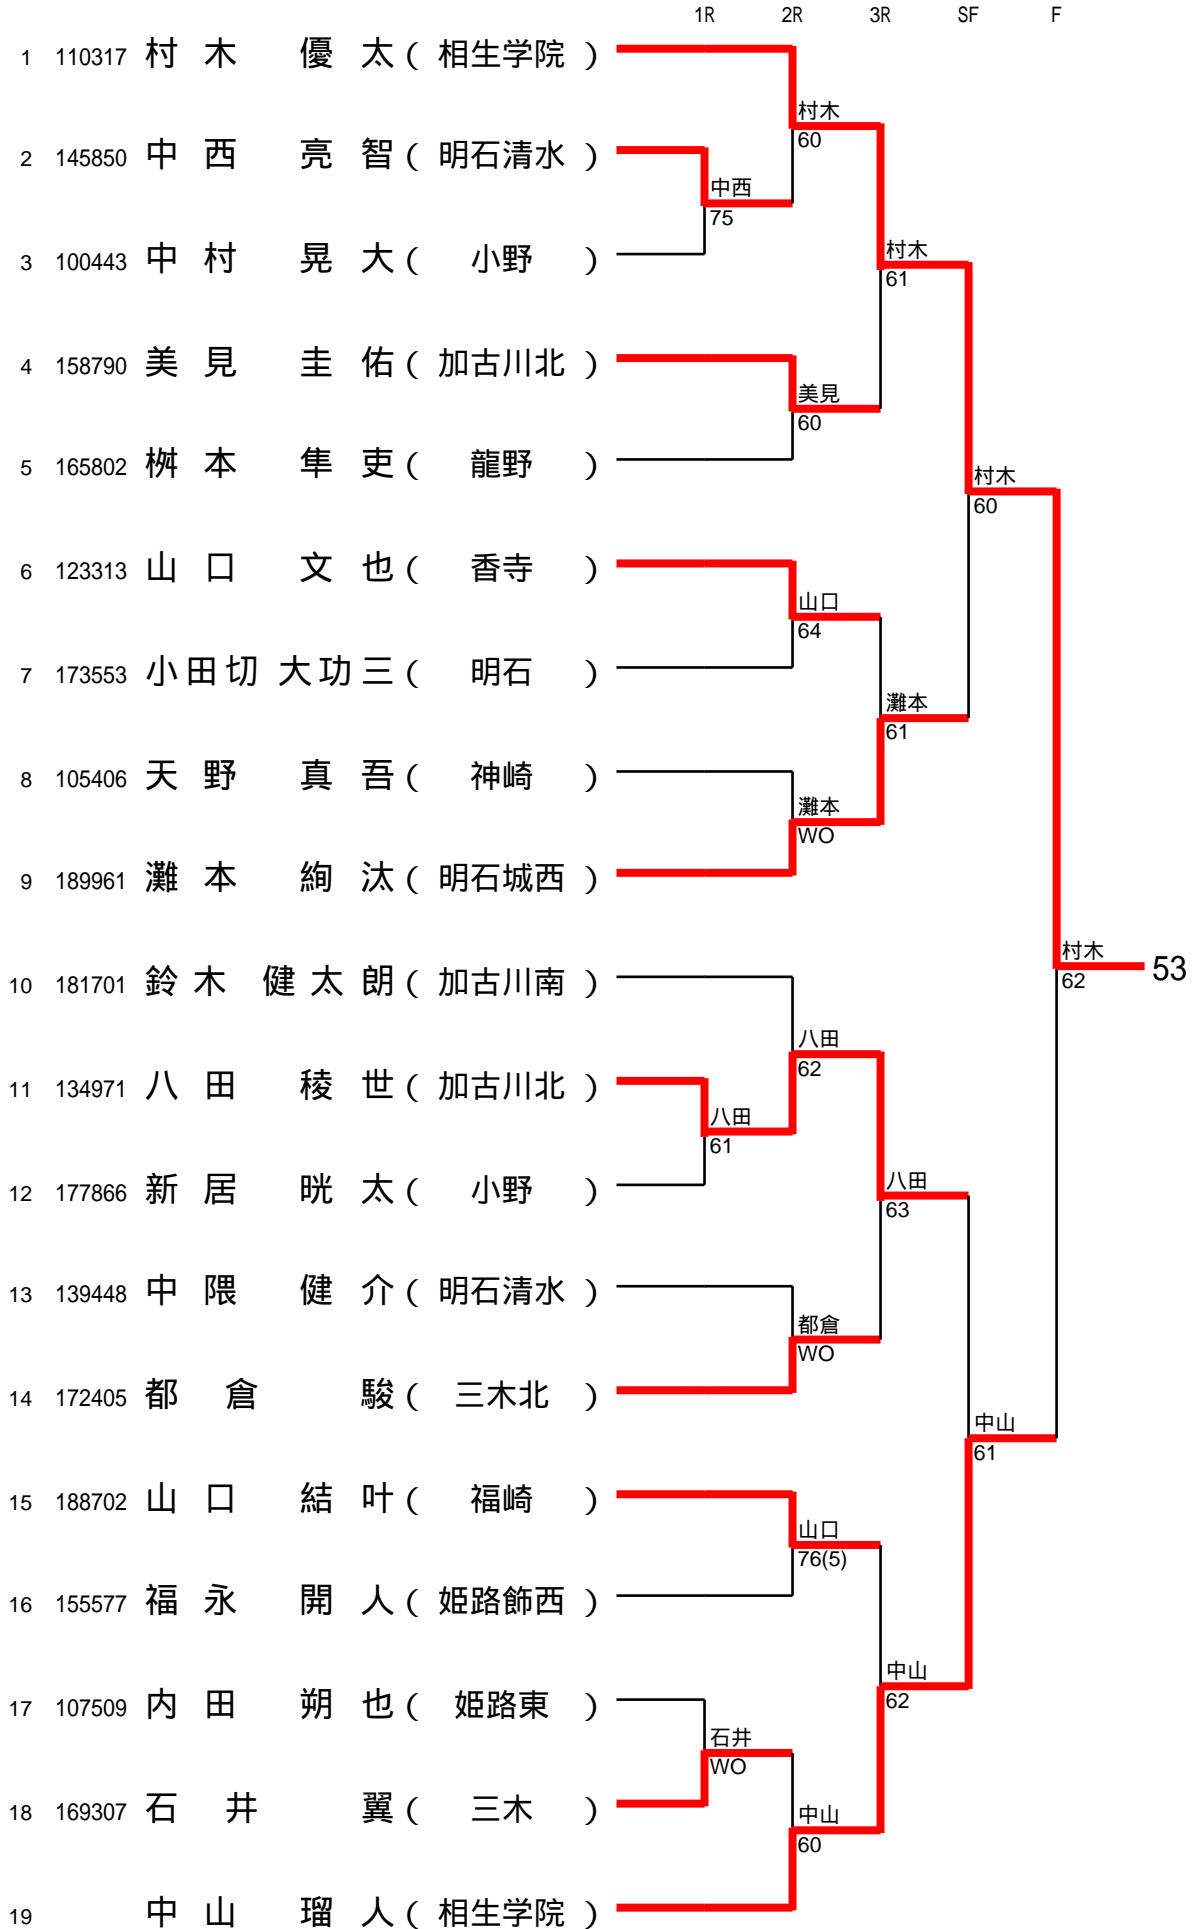 1R 2R 3R SF F
1 110317 村木 優太 ( 相生学院 )
村木
60
2 145850 中西 亮智 ( 明石清水 )
中西
75
3 100443 中村 晃大 ( 小野 )
村木
61
4 158790 美見 圭佑 ( 加古川北 )
美見
60
5 165802 桝本 隼吏 ( 龍野 )
村木
60
6 123313 山口 文也 ( 香寺 )
山口
64
7 173553 小田切 大功三 ( 明石 )
灘本
61
8 105406 天野 真吾 ( 神崎 )
灘本
WO
9 189961 灘本 絢汰 ( 明石城西 )
村木
62
53
10 181701 鈴木 健太朗 ( 加古川南 )
八田
62
11 134971 八田 稜世 ( 加古川北 )
八田
61
12 177866 新居 晄太 ( 小野 )
八田
63
13 139448 中隈 健介 ( 明石清水 )
都倉
WO
14 172405 都倉 駿 ( 三木北 )
中山
61
15 188702 山口 結叶 ( 福崎 )
山口
76(5)
16 155577 福永 開人 ( 姫路飾西 )
中山
62
17 107509 内田 朔也 ( 姫路東 )
石井
WO
18 169307 石井 翼 ( 三木 )
中山
60
19 中山 瑠人 ( 相生学院 )